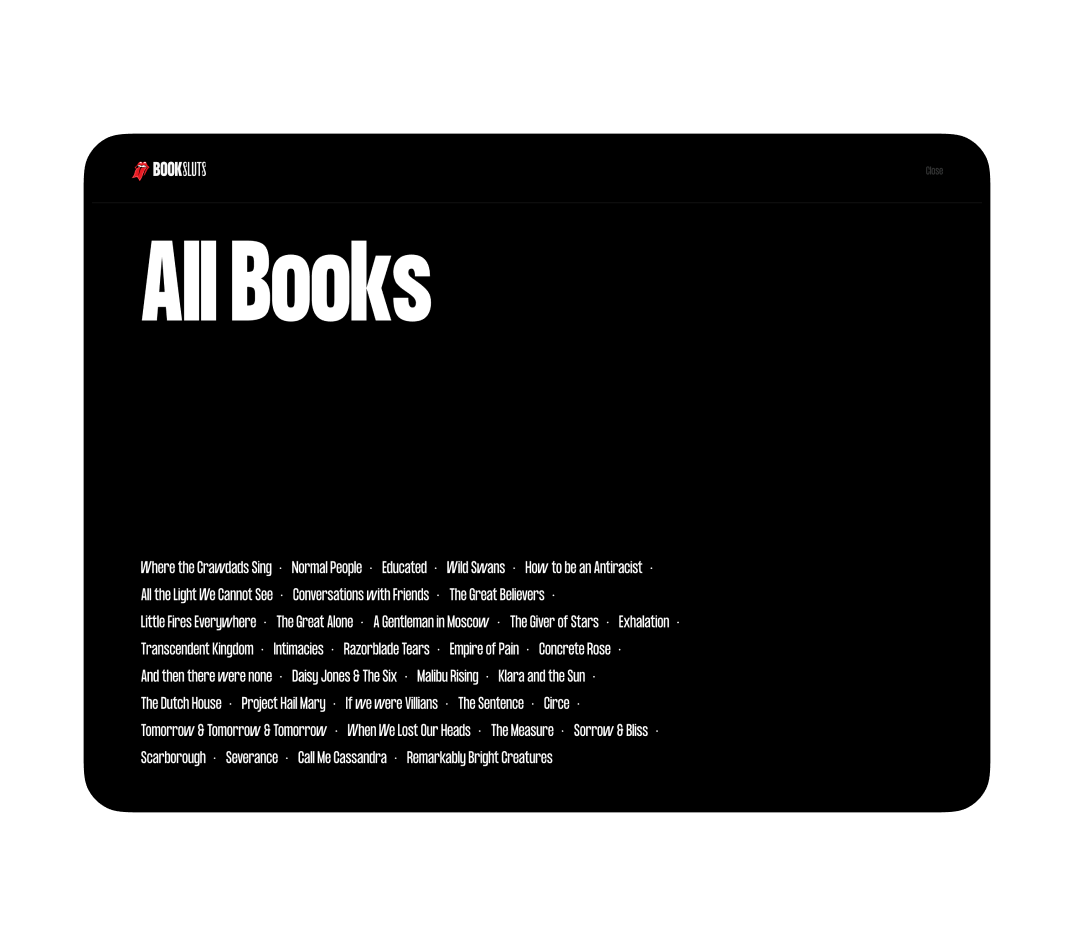 BOOKSLUTS
Close
All Books
Where the Crawdads Sing · Normal People · Educated · Wild Swans · How to be an Antiracist ·
All the Light We Cannot See · Conversations with Friends · The Great Believers ·
Little Fires Everywhere · The Great Alone · A Gentleman in Moscow · The Giver of Stars · Exhalation ·
Transcendent Kingdom · Intimacies · Razorblade Tears · Empire of Pain · Concrete Rose ·
And then there were none · Daisy Jones & The Six · Malibu Rising · Klara and the Sun ·
The Dutch House · Project Hail Mary · If we were Villians · The Sentence · Circe ·
Tomorrow & Tomorrow & Tomorrow · When We Lost Our Heads · The Measure · Sorrow & Bliss ·
Scarborough · Severance · Call Me Cassandra · Remarkably Bright Creatures